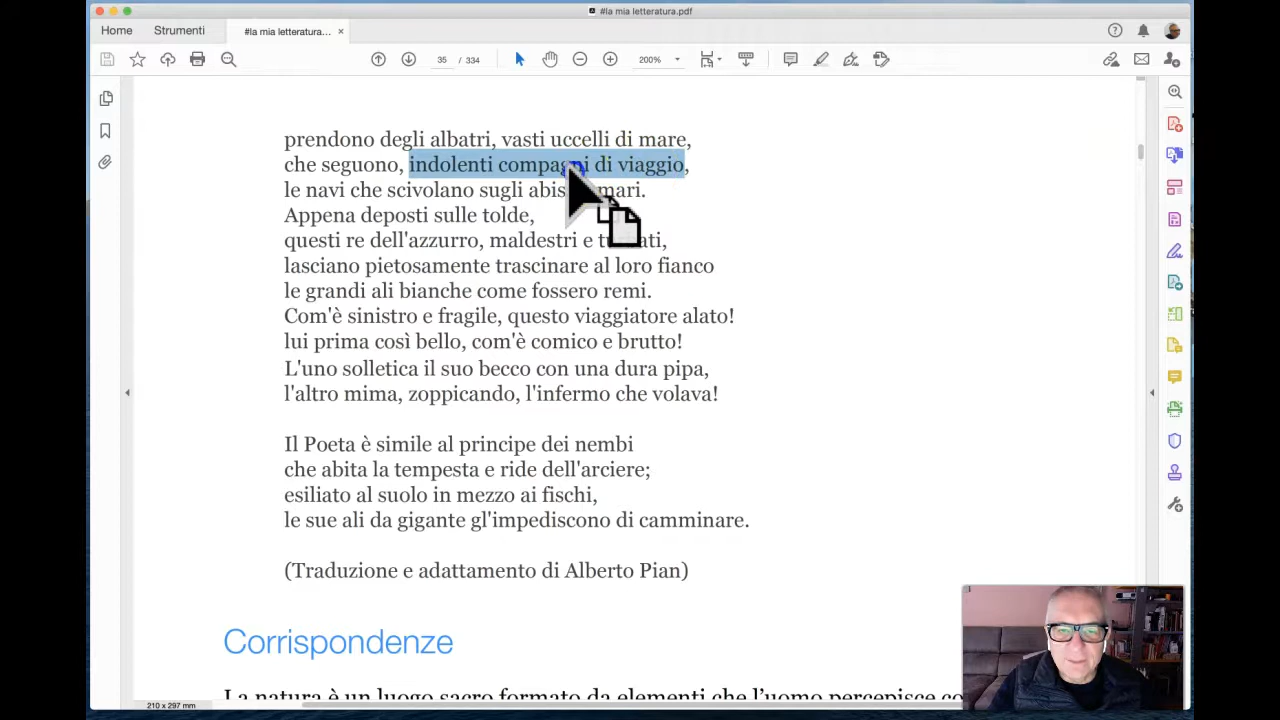 #la mia letteratura.pdf
Home Strumenti #la mia letteratura... ×
35 / 334 200%
prendono degli albatri, vasti uccelli di mare,
che seguono, indolenti compagni di viaggio,
le navi che scivolano sugli mari.
Appena deposti sulle tolde,
questi re dell'azzurro, maldestri e
lasciano pietosamente trascinare al loro fianco
le grandi ali bianche come fossero remi.
Com'è sinistro e fragile, questo viaggiatore alato!
lui prima così bello, com'è comico e brutto!
L'uno solletica il suo becco con una dura pipa,
l'altro mima, zoppicando, l'infermo che volava!
Il Poeta è simile al principe dei nembi
che abita la tempesta e ride dell'arciere;
esiliato al suolo in mezzo ai fischi,
le sue ali da gigante gl'impediscono di camminare.
(Traduzione e adattamento di Alberto Pian)
Corrispondenze
La natura è un luogo sacro formato da elementi che l'uomo percepisce co
210 x 297 mm